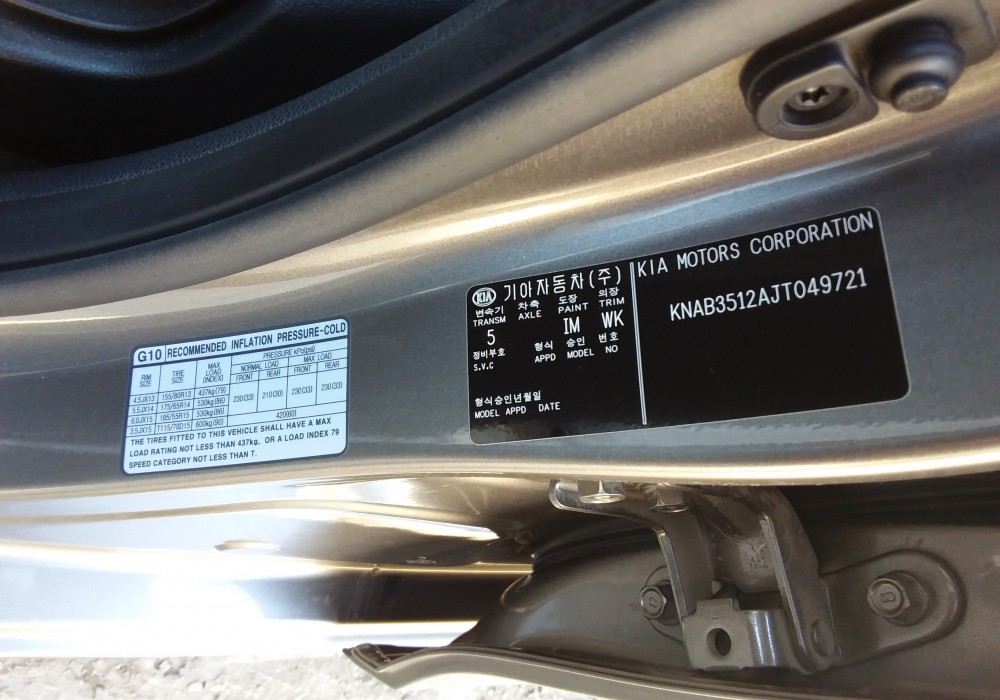 G10 RECOMMENDED INFLATION PRESSURE-COLD
RIM SIZE TIRE SIZE MAX LOAD (INDEX) PRESSURE KPa(psi)
NORMAL LOAD MAX LOAD
FRONT REAR FRONT REAR
4.5JX13 155/80R13 437kg(79) 230(33) 210(30) 230(33) 230(33)
5.5JX14 175/65R14 530kg(86)
6.0JX15 185/55R15 530kg(86)
3.5JX15 T115/70D15 600kg(90) 420(60)
THE TIRES FITTED TO THIS VEHICLE SHALL HAVE A MAX
LOAD RATING NOT LESS THAN 437kg, OR A LOAD INDEX 79
SPEED CATEGORY NOT LESS THAN T.
KIA 기아자동차(주)
변속기 차축 도장 의장
TRANSM AXLE PAINT TRIM
5 IM WK
정비부호 형식 승인 번호
S.V.C APPD MODEL NO
형식승인년월일
MODEL APPD DATE
KIA MOTORS CORPORATION
KNAB3512AJT049721
8